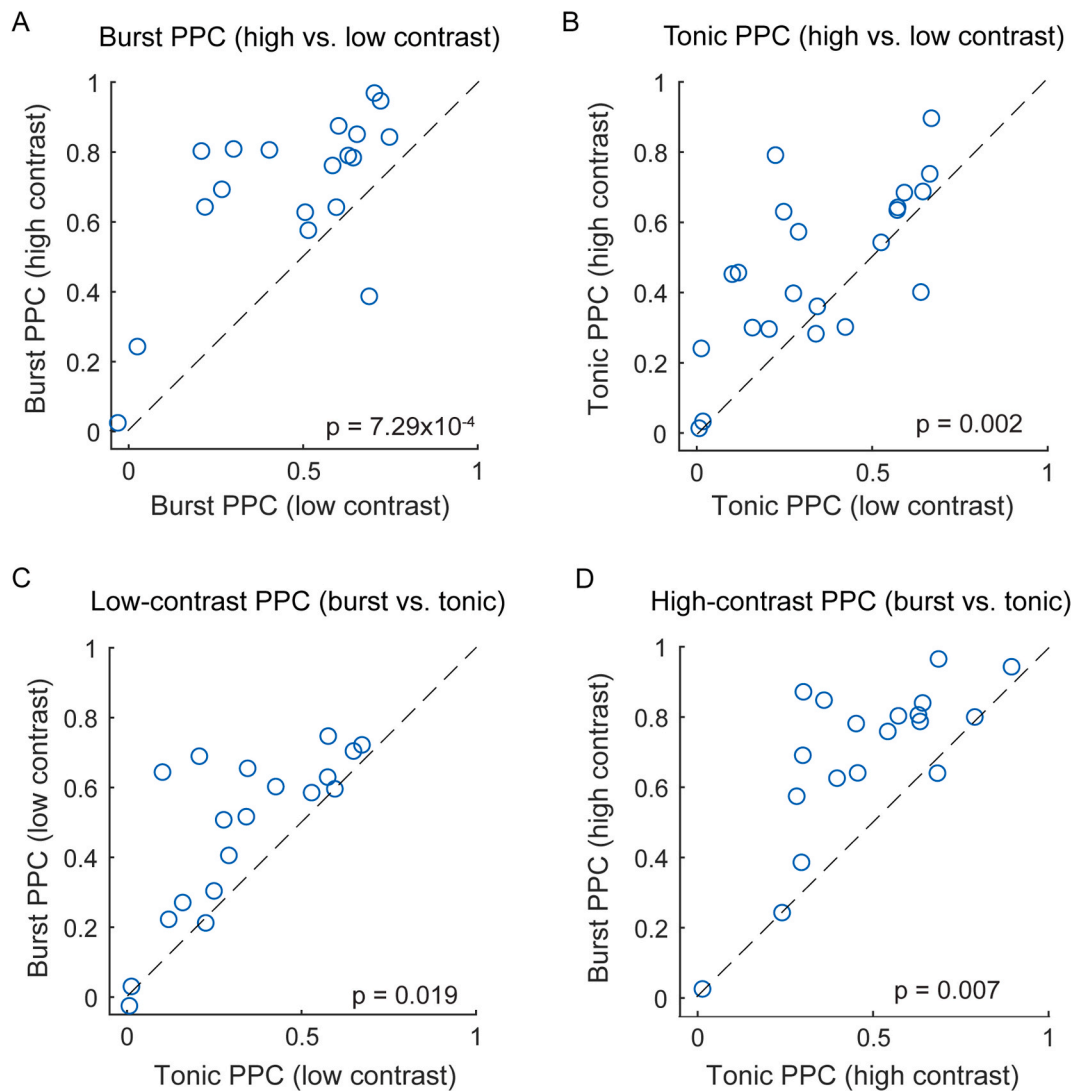 A
Burst PPC (high vs. low contrast)
Burst PPC (high contrast)
1
0.8
0.6
0.4
0.2
0
p = 7.29x10-4
0
0.5
1
Burst PPC (low contrast)
B
Tonic PPC (high vs. low contrast)
Tonic PPC (high contrast)
1
0.8
0.6
0.4
0.2
0
p = 0.002
0
0.5
1
Tonic PPC (low contrast)
C
Low-contrast PPC (burst vs. tonic)
Burst PPC (low contrast)
1
0.8
0.6
0.4
0.2
0
p = 0.019
0
0.5
1
Tonic PPC (low contrast)
D
High-contrast PPC (burst vs. tonic)
Burst PPC (high contrast)
1
0.8
0.6
0.4
0.2
0
p = 0.007
0
0.5
1
Tonic PPC (high contrast)